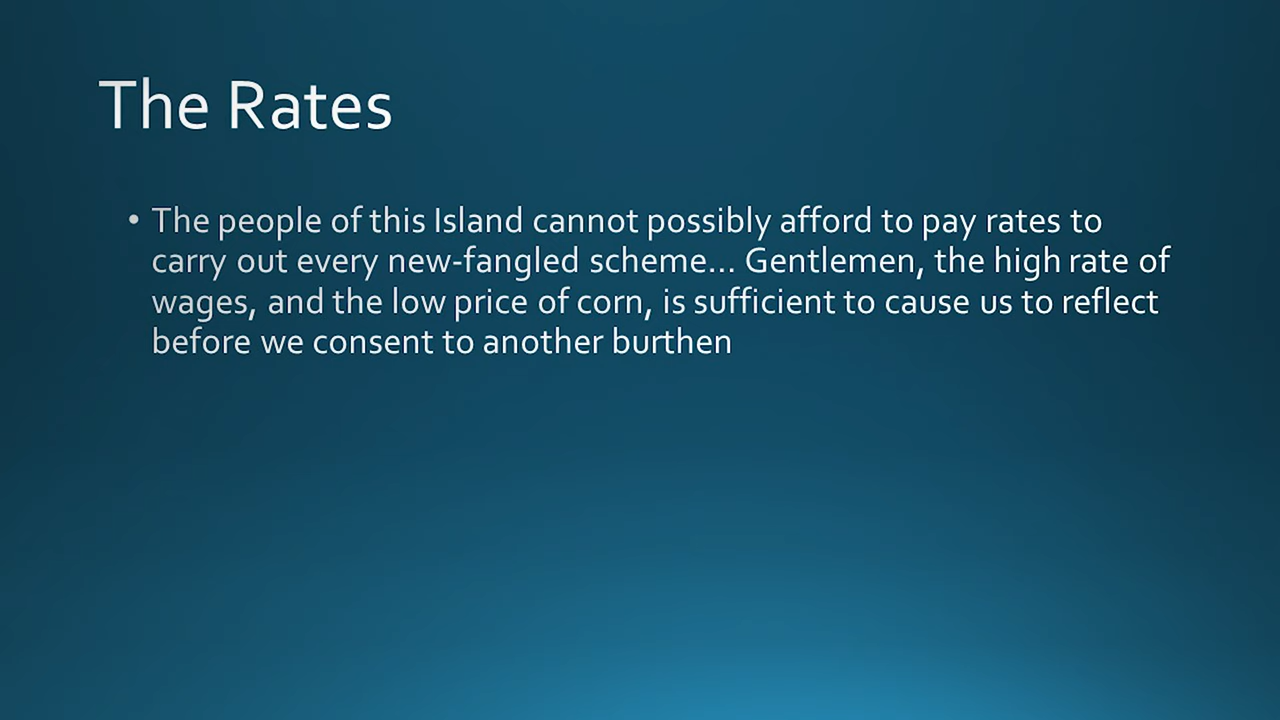 The Rates
• The people of this Island cannot possibly afford to pay rates to
carry out every new-fangled scheme... Gentlemen, the high rate of
wages, and the low price of corn, is sufficient to cause us to reflect
before we consent to another burthen